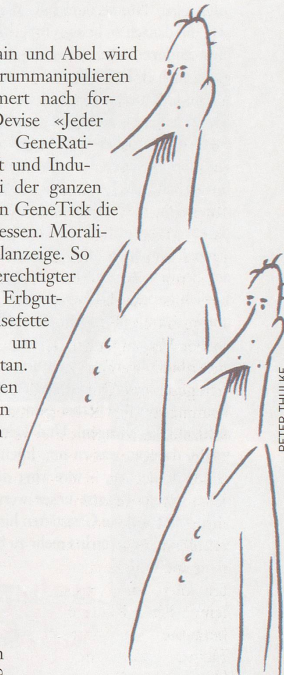 ain und Abel wird
rummanipulieren
mert nach for-
Devise «Jeder
GeneRati-
t und Indu-
i der ganzen
n GeneTick die
essen. Morali-
lanzeige. So
erechtigter
Erbgut-
sefette
um
tan.
en
n
n
n
PETER THULKE